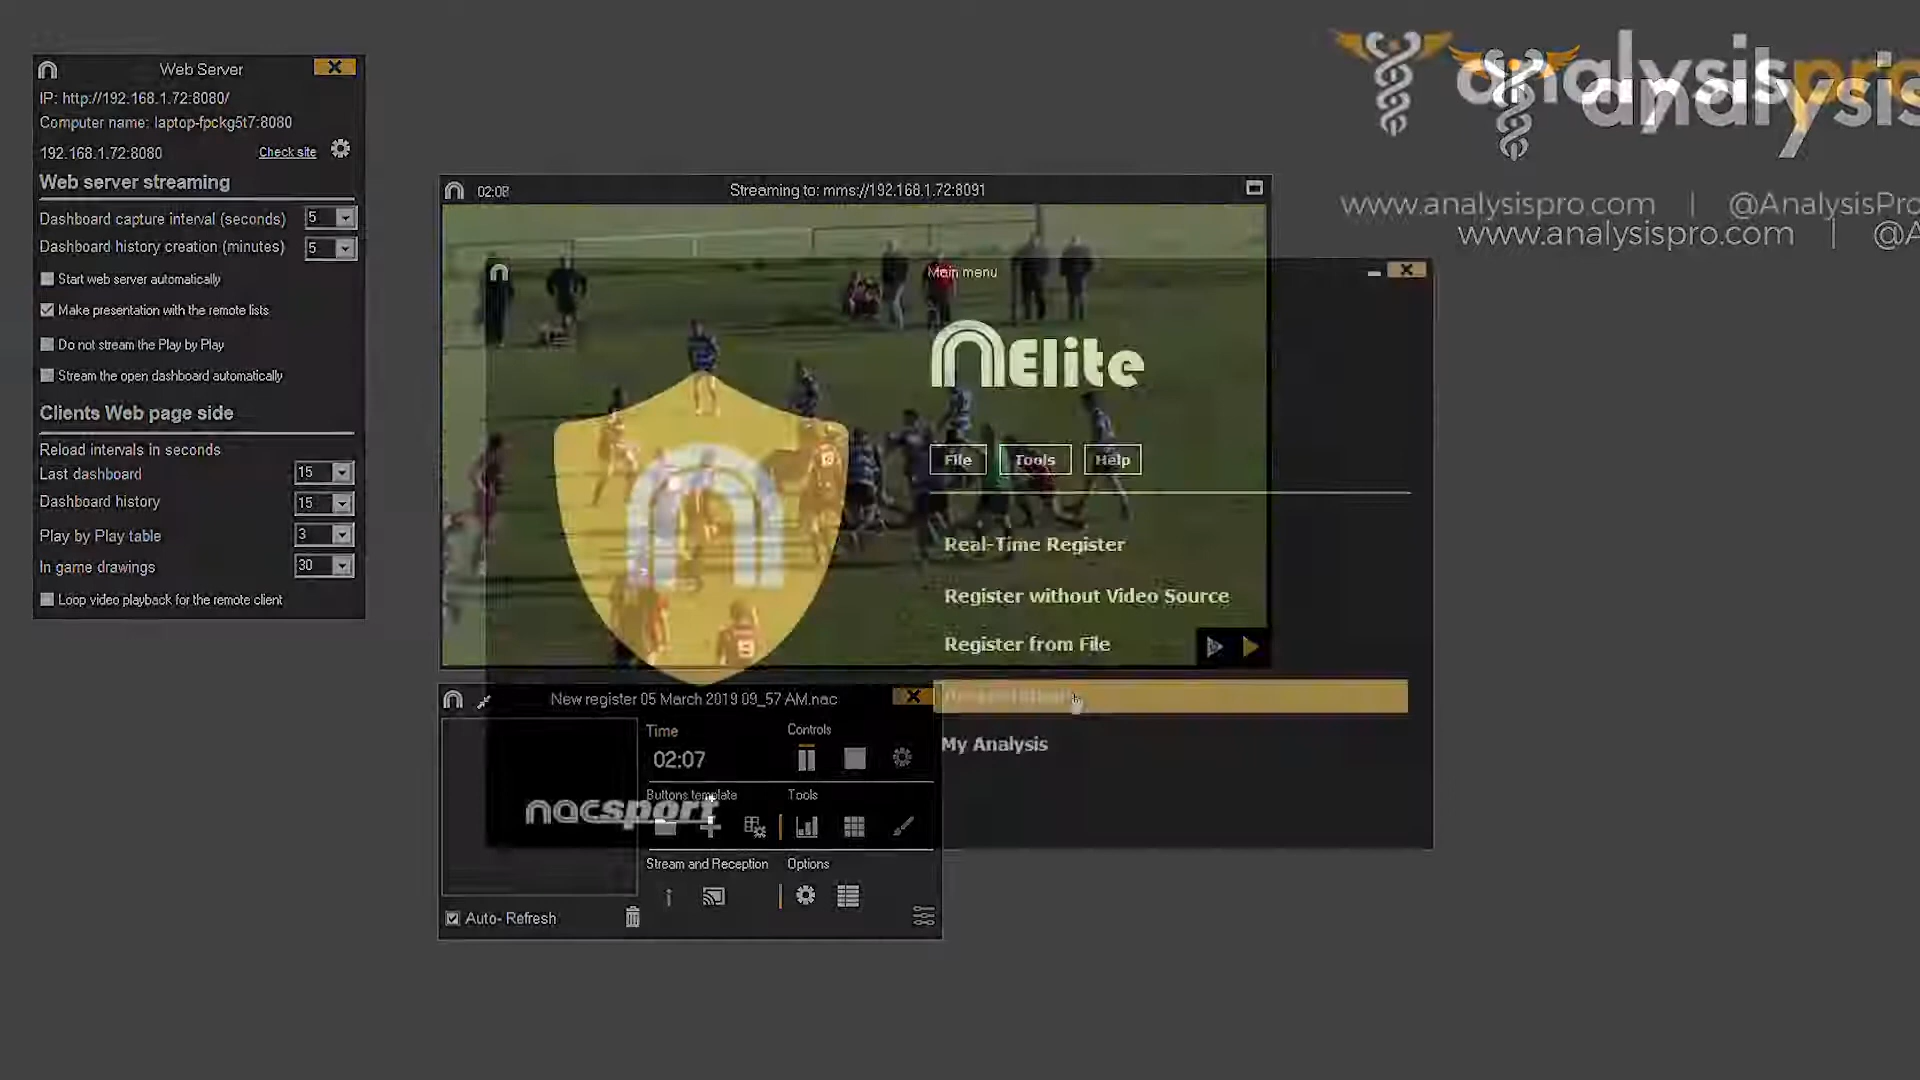 Web Server
IP: http://192.168.1.72:8080/
Computer name: laptop-fpckg5t7:8080
192.168.1.72:8080
Check site
Web server streaming
Dashboard capture interval (seconds)
5
Dashboard history creation (minutes)
5
Start web server automatically
Make presentation with the remote lists
Do not stream the Play by Play
Stream the open dashboard automatically
Clients Web page side
Reload intervals in seconds
Last dashboard
15
Dashboard history
15
Play by Play table
3
In game drawings
30
Loop video playback for the remote client
02:08
Streaming to: mms://192.168.1.72:8091
Main menu
Elite
File
Tools
Help
Real-Time Register
Register without Video Source
Register from File
My Analysis
nacsport
New register 05 March 2019 09_57 AM.nac
Time
Controls
02:07
Buttons template
Tools
Stream and Reception
Options
Auto- Refresh
analysispro
analysis
www.analysispro.com | @AnalysisPro
www.analysispro.com | @A